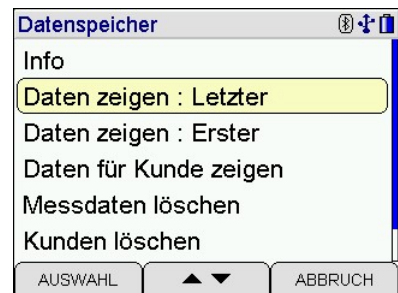 Datenspeicher
Info
Daten zeigen : Letzter
Daten zeigen : Erster
Daten für Kunde zeigen
Messdaten löschen
Kunden löschen
AUSWAHL ▲ ▼ ABBRUCH